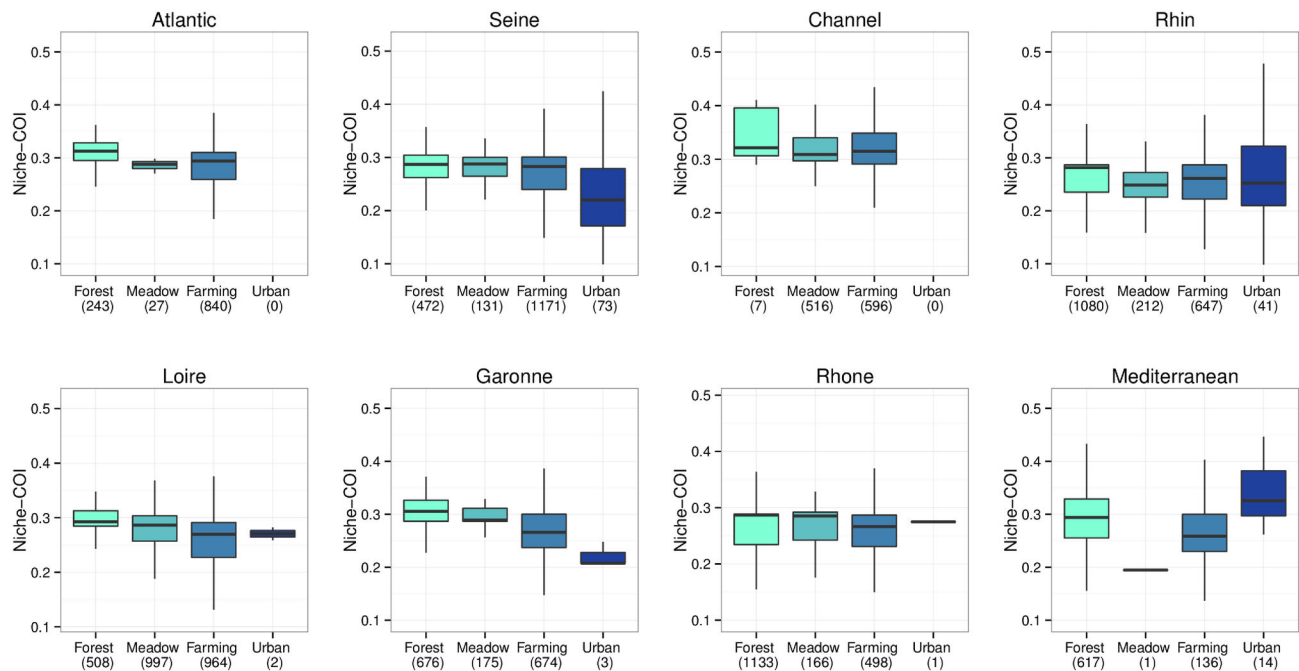 Atlantic
Niche−COI
0.5
0.4
0.3
0.2
0.1
Forest Meadow Farming Urban
(243) (27) (840) (0)
Seine
Niche−COI
0.5
0.4
0.3
0.2
0.1
Forest Meadow Farming Urban
(472) (131) (1171) (73)
Channel
Niche−COI
0.5
0.4
0.3
0.2
0.1
Forest Meadow Farming Urban
(7) (516) (596) (0)
Rhin
Niche−COI
0.5
0.4
0.3
0.2
0.1
Forest Meadow Farming Urban
(1080) (212) (647) (41)
Loire
Niche−COI
0.5
0.4
0.3
0.2
0.1
Forest Meadow Farming Urban
(508) (997) (964) (2)
Garonne
Niche−COI
0.5
0.4
0.3
0.2
0.1
Forest Meadow Farming Urban
(676) (175) (674) (3)
Rhone
Niche−COI
0.5
0.4
0.3
0.2
0.1
Forest Meadow Farming Urban
(1133) (166) (498) (1)
Mediterranean
Niche−COI
0.5
0.4
0.3
0.2
0.1
Forest Meadow Farming Urban
(617) (1) (136) (14)